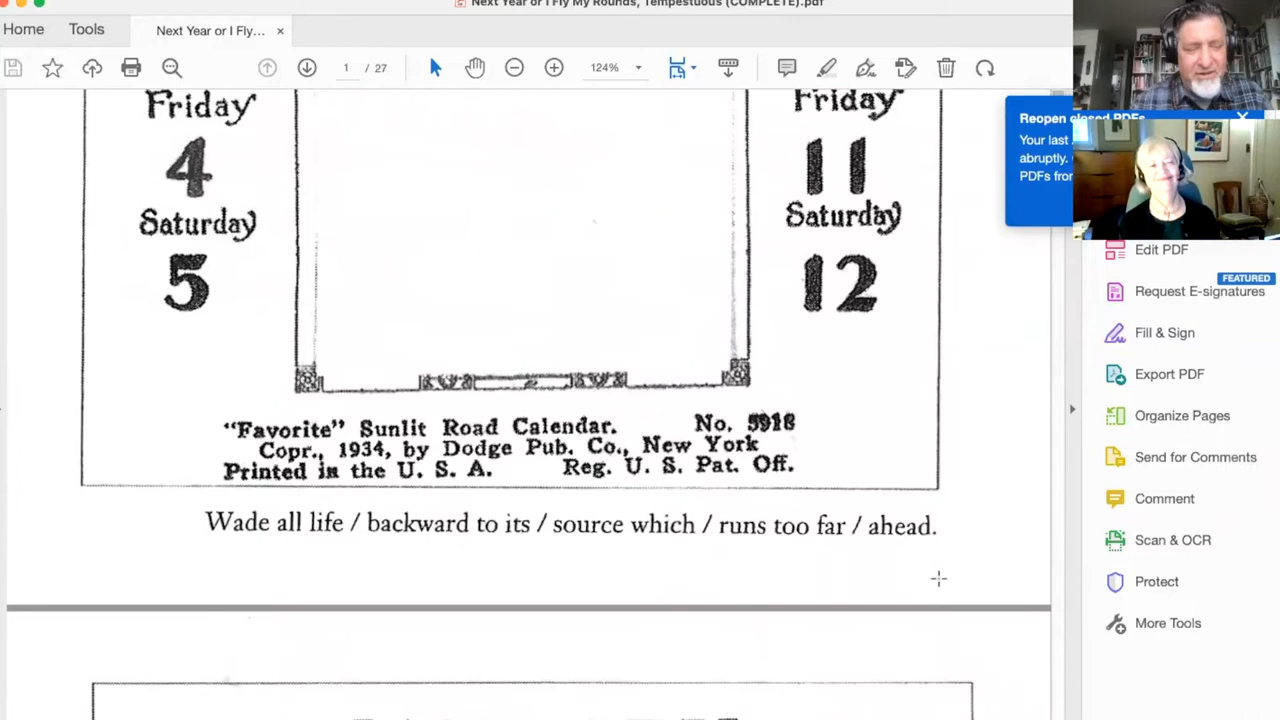 Next Year or I Fly My Rounds, Tempestuous (COMPLETE).pdf
Home
Tools
Next Year or I Fly...
1 / 27
124%
Friday
4
Saturday
5
Friday
11
Saturday
12
"Favorite" Sunlit Road Calendar. No. 5918
Copr., 1934, by Dodge Pub. Co., New York
Printed in the U. S. A. Reg. U. S. Pat. Off.
Wade all life / backward to its / source which / runs too far / ahead.
Reopen closed PDFs
Your last
abruptly.
PDFs from
Edit PDF
FEATURED
Request E-signatures
Fill & Sign
Export PDF
Organize Pages
Send for Comments
Comment
Scan & OCR
Protect
More Tools